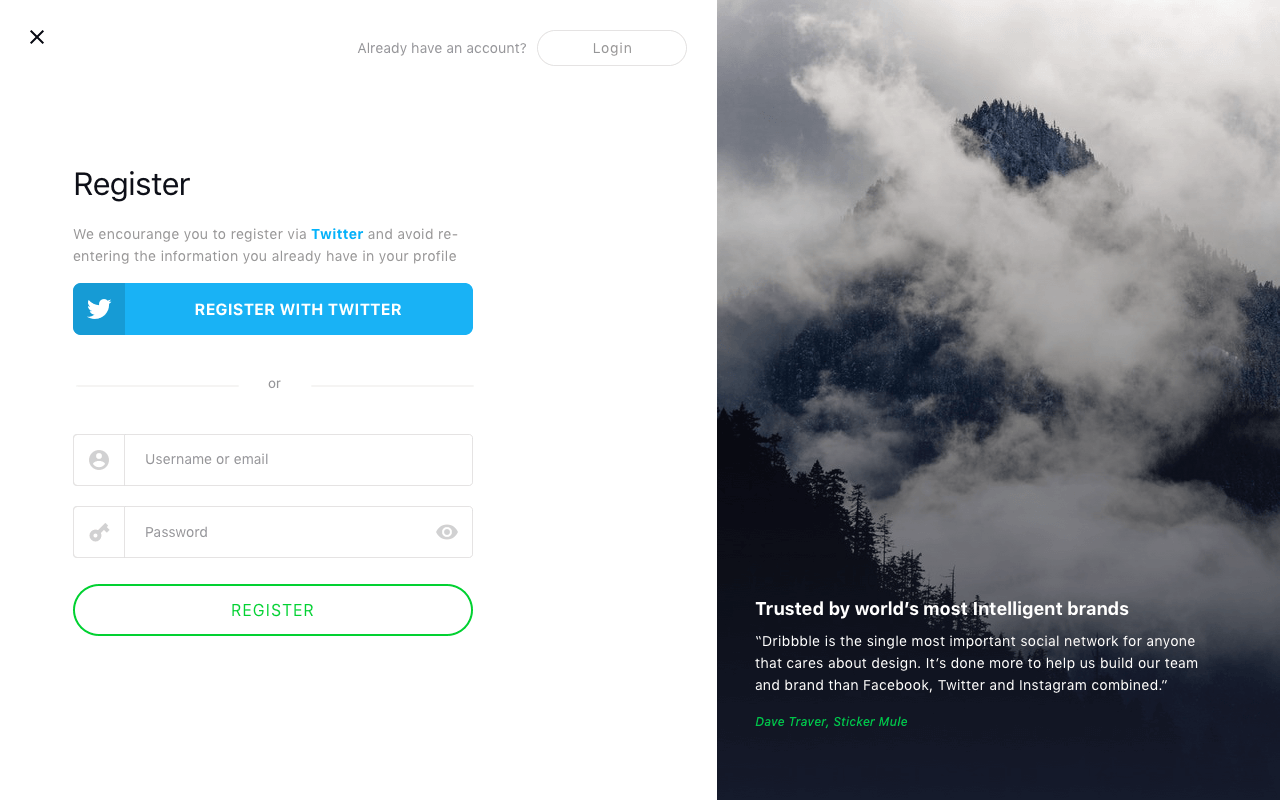 Already have an account?
Login
Register
We encourange you to register via Twitter and avoid re-
entering the information you already have in your profile
REGISTER WITH TWITTER
or
Username or email
Password
REGISTER
Trusted by world’s most Intelligent brands
“Dribbble is the single most important social network for anyone
that cares about design. It’s done more to help us build our team
and brand than Facebook, Twitter and Instagram combined.”
Dave Traver, Sticker Mule